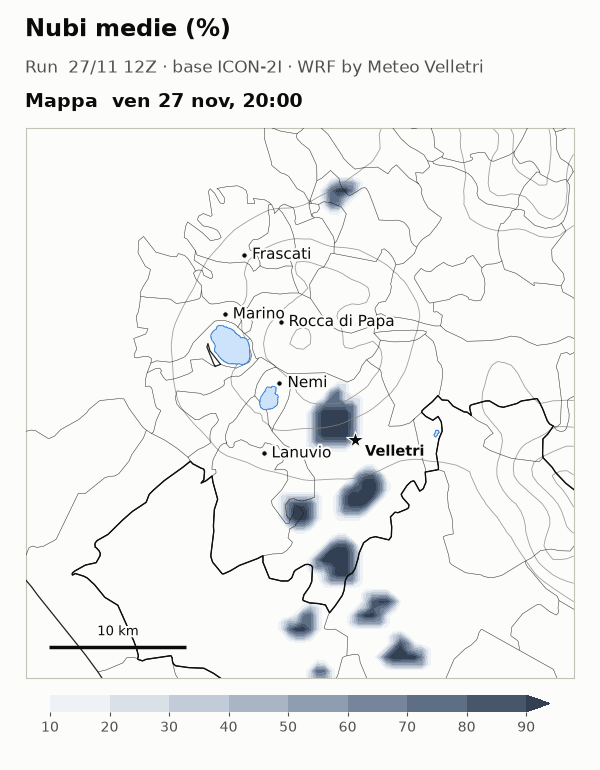 Nubi medie (%)
Run 27/11 12Z · base ICON-2I · WRF by Meteo Velletri
Mappa ven 27 nov, 20:00
Frascati
Marino
Rocca di Papa
Nemi
Velletri
Lanuvio
10 km
10 20 30 40 50 60 70 80 90